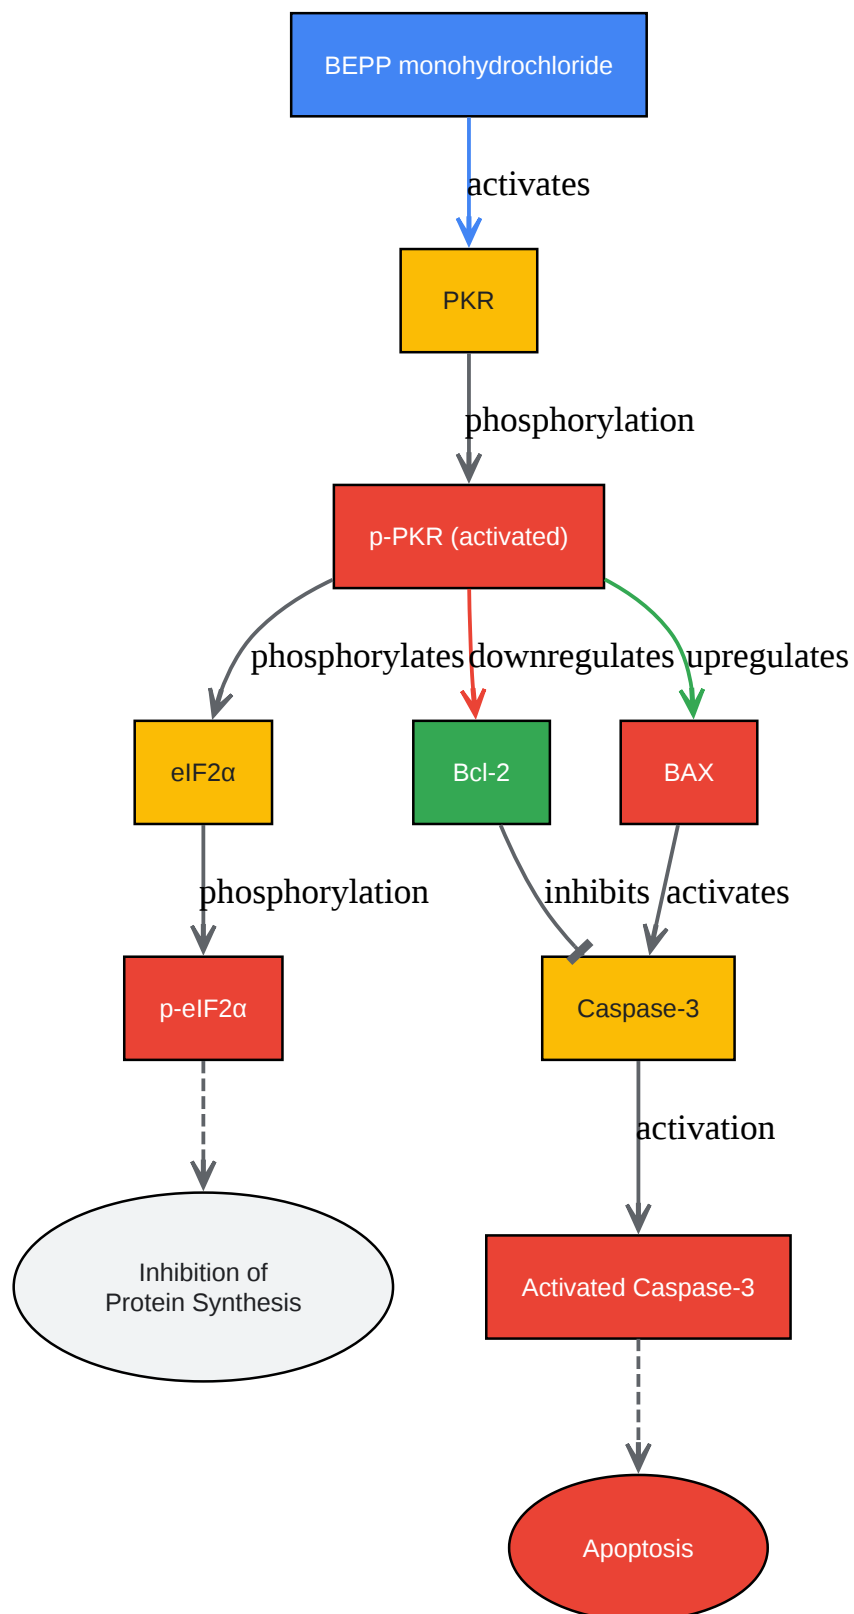 BEPP monohydrochloride
activates
PKR
phosphorylation
p-PKR (activated)
phosphorylates
downregulates
upregulates
eIF2α
Bcl-2
BAX
phosphorylation
inhibits
activates
p-eIF2α
Caspase-3
activation
Inhibition of
Protein Synthesis
Activated Caspase-3
Apoptosis